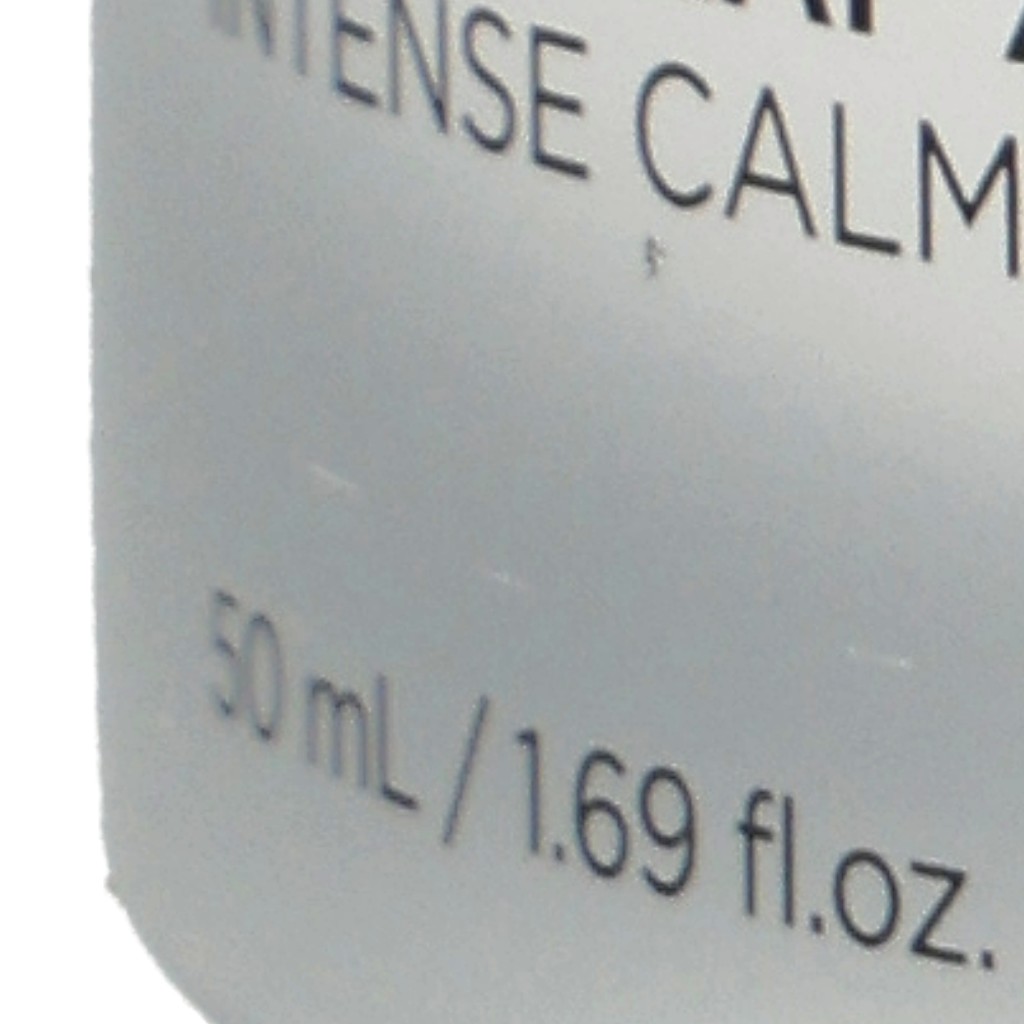 INTENSE CALM
50 mL / 1.69 fl.oz.